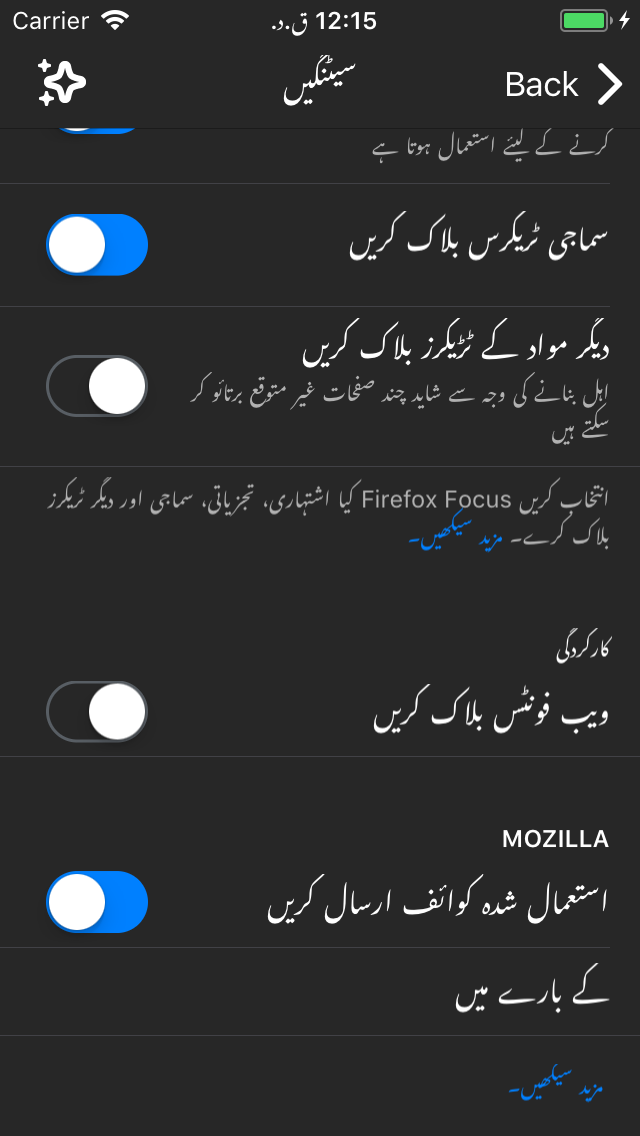 Carrier 12:15 ق.د.
Back سیٹنگیں
کرنے کے لیئے استعمال ہوتا ہے
سماجی ٹریکرس بلاک کریں
دیگر مواد کے ٹڑیکرز بلاک کریں
اہل بنانے کی وجہ سے شاید چند صفحات غیر متوقع برتائو کر
سکتے ہیں
انتخاب کریں Firefox Focus کیا اشتہاری، تجزیاتی، سماجی اور دیگر ٹریکرز
بلاک کرے۔ مزید سیکھیں۔
کارکردگی
ویب فونٹس بلاک کریں
MOZILLA
استعمال شدہ کوائف ارسال کریں
کے بارے میں
مزید سیکھیں۔